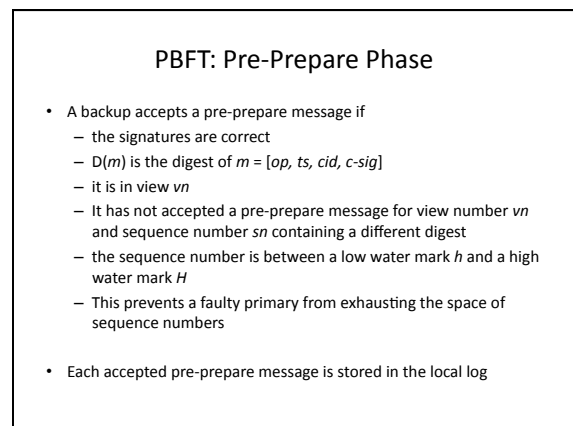 PBFT: Pre-Prepare Phase
• A backup accepts a pre-prepare message if
– the signatures are correct
– D(m) is the digest of m = [op, ts, cid, c-sig]
– it is in view vn
– It has not accepted a pre-prepare message for view number vn
and sequence number sn containing a different digest
– the sequence number is between a low water mark h and a high
water mark H
– This prevents a faulty primary from exhausting the space of
sequence numbers
• Each accepted pre-prepare message is stored in the local log